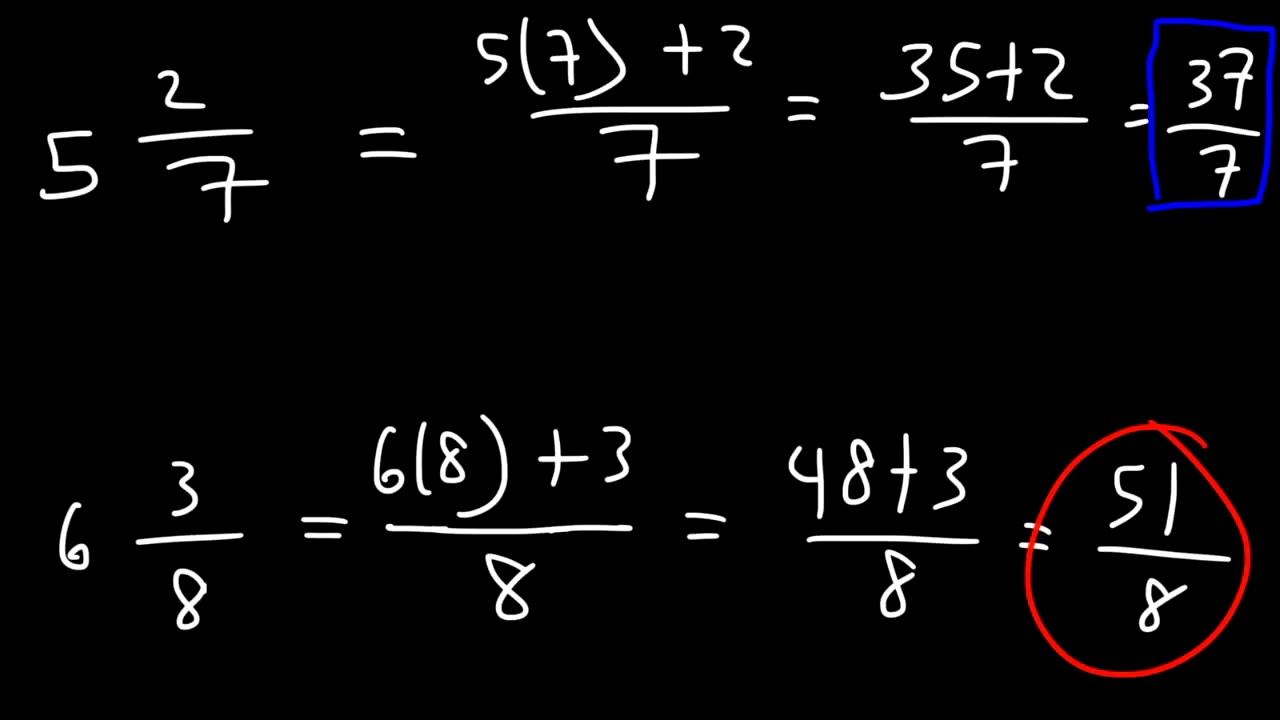 5 2/7 = (5(7) + 2)/7 = (35+2)/7 = 37/7
6 3/8 = (6(8) + 3)/8 = (48+3)/8 = 51/8